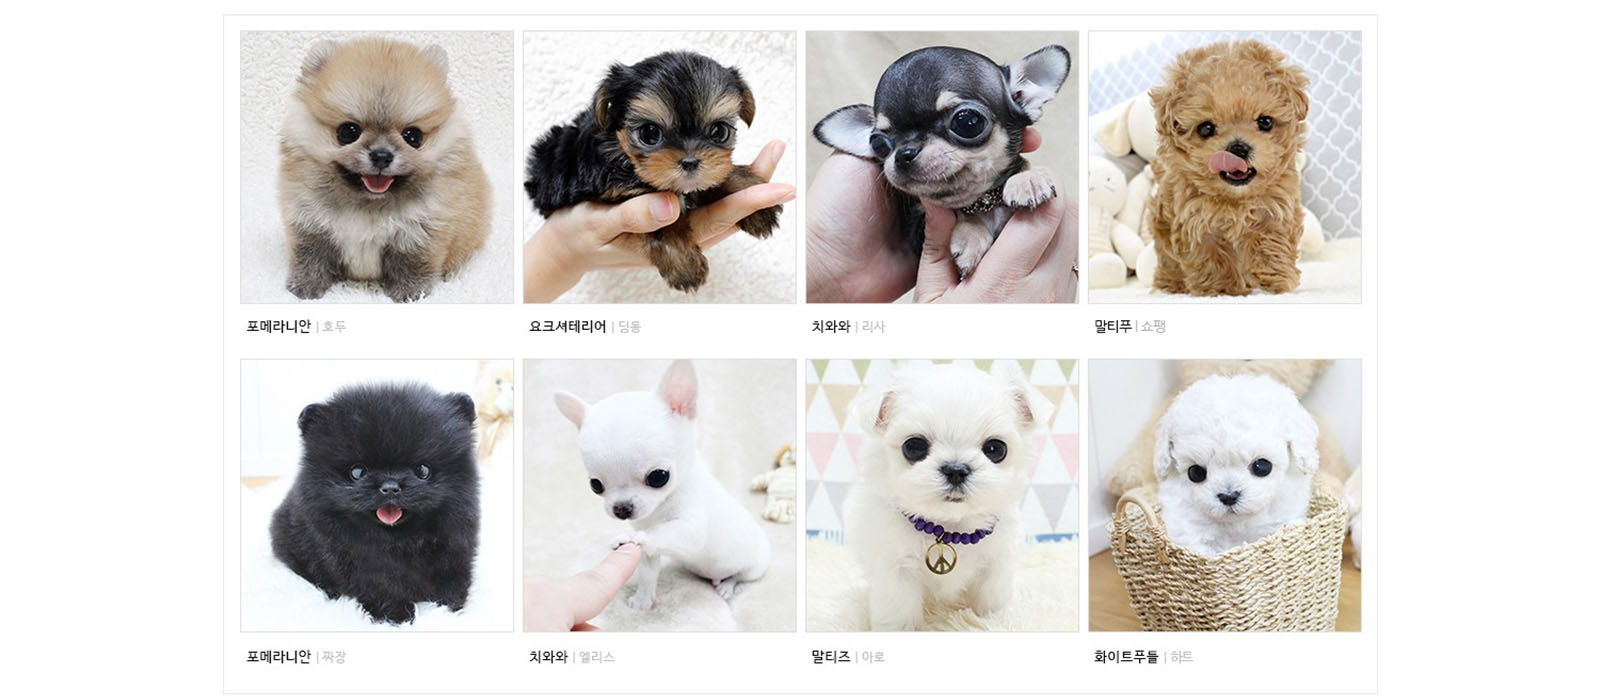 포메라니안 | 호두
요크셔테리어 | 딩동
치와와 | 리사
말티푸 | 쇼팽
포메라니안 | 짜장
치와와 | 엘리스
말티즈 | 아로
화이트푸들 | 하트